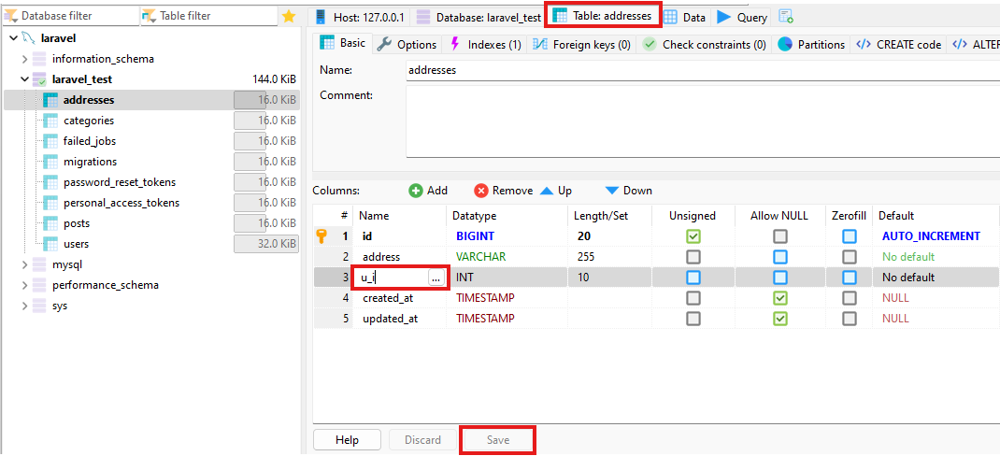 Database filter Table filter
Host: 127.0.0.1 Database: laravel_test Table: addresses Data Query
laravel
information_schema
laravel_test 144.0 KiB
addresses 16.0 KiB
categories 16.0 KiB
failed_jobs 16.0 KiB
migrations 16.0 KiB
password_reset_tokens 16.0 KiB
personal_access_tokens 16.0 KiB
posts 16.0 KiB
users 32.0 KiB
mysql
performance_schema
sys
Basic Options Indexes (1) Foreign keys (0) Check constraints (0) Partitions CREATE code ALTER
Name: addresses
Comment:
Columns: Add Remove Up Down
# Name Datatype Length/Set Unsigned Allow NULL Zerofill Default
1 id BIGINT 20 AUTO_INCREMENT
2 address VARCHAR 255 No default
3 u_i ... INT 10 No default
4 created_at TIMESTAMP NULL
5 updated_at TIMESTAMP NULL
Help Discard Save